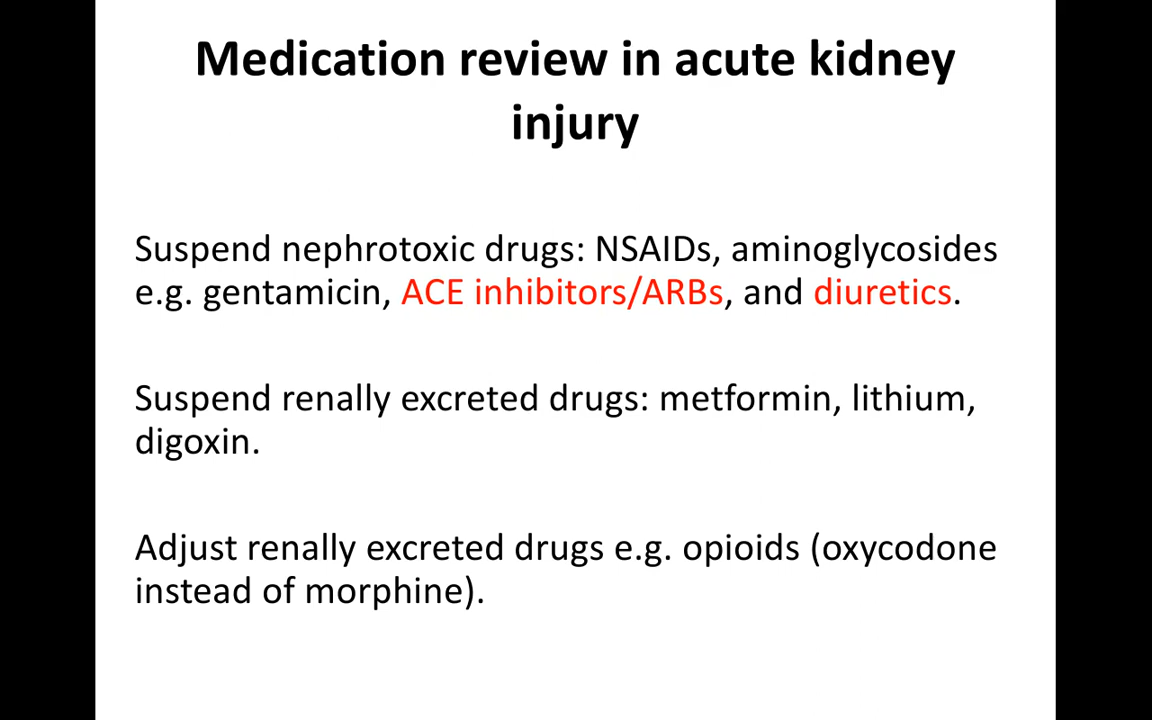 Medication review in acute kidney
injury
Suspend nephrotoxic drugs: NSAIDs, aminoglycosides
e.g. gentamicin, ACE inhibitors/ARBs, and diuretics.
Suspend renally excreted drugs: metformin, lithium,
digoxin.
Adjust renally excreted drugs e.g. opioids (oxycodone
instead of morphine).